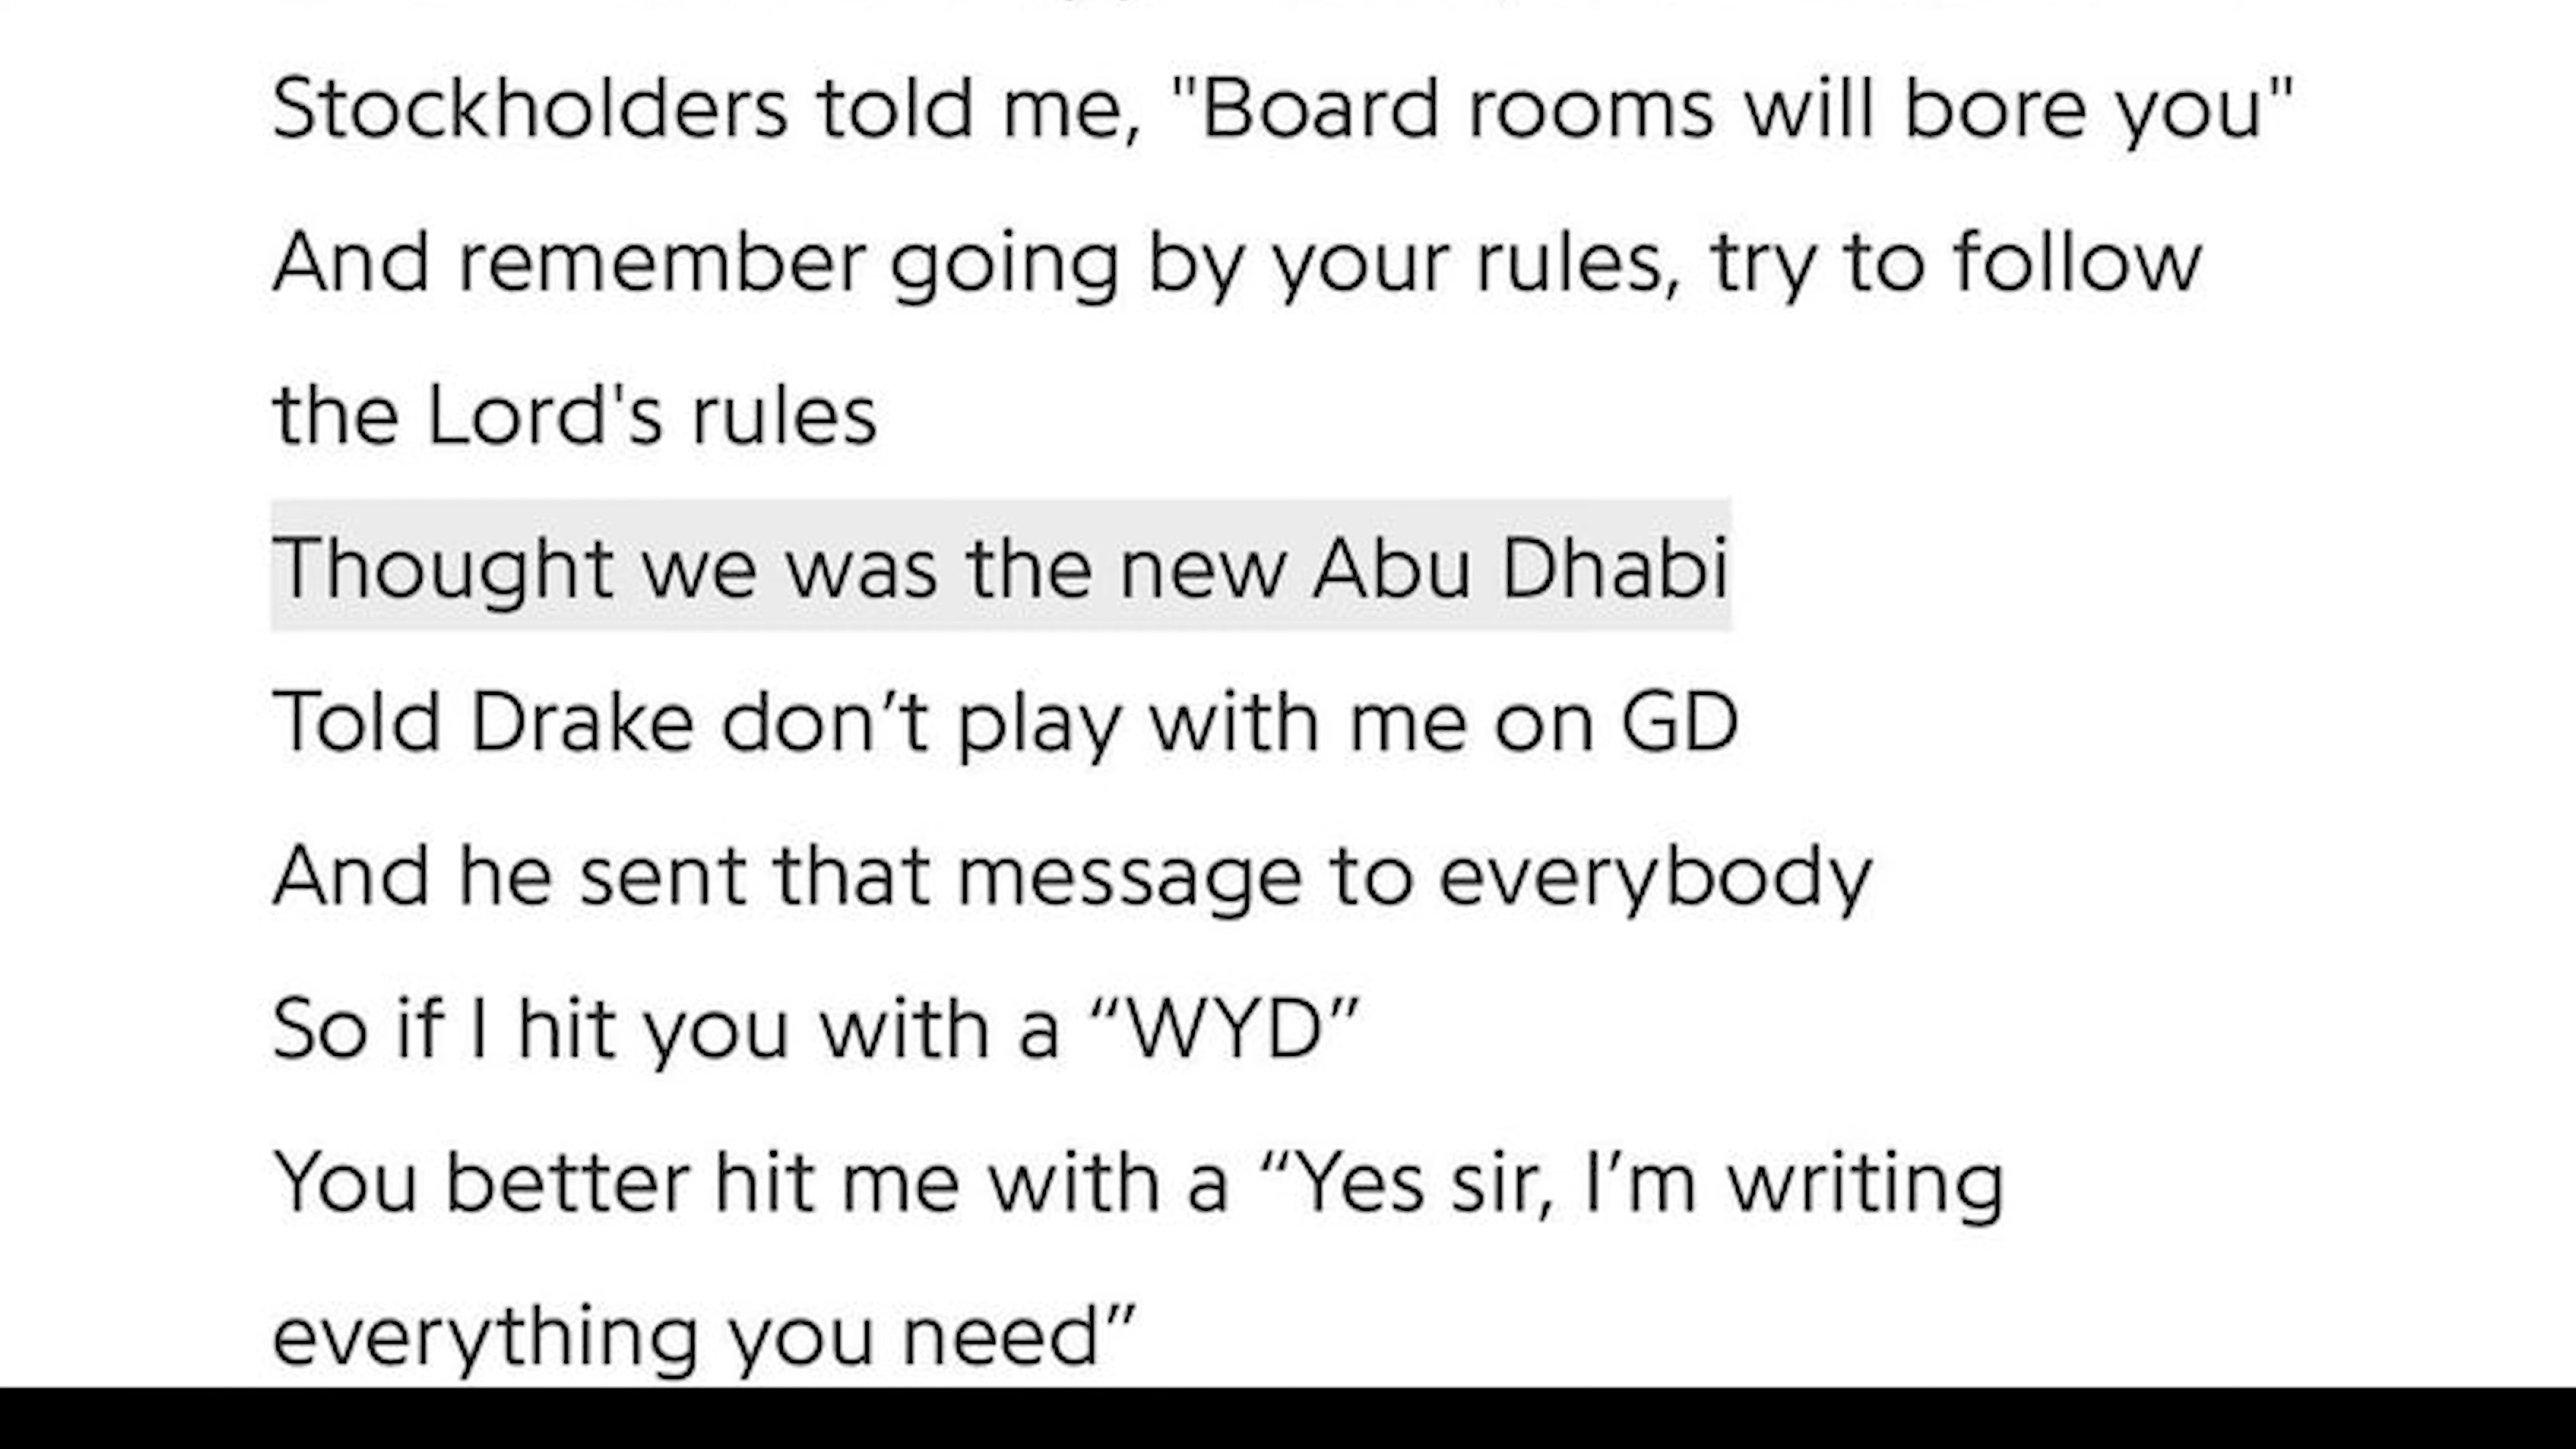 Stockholders told me, "Board rooms will bore you"
And remember going by your rules, try to follow
the Lord's rules
Thought we was the new Abu Dhabi
Told Drake don’t play with me on GD
And he sent that message to everybody
So if I hit you with a “WYD”
You better hit me with a “Yes sir, I’m writing
everything you need”